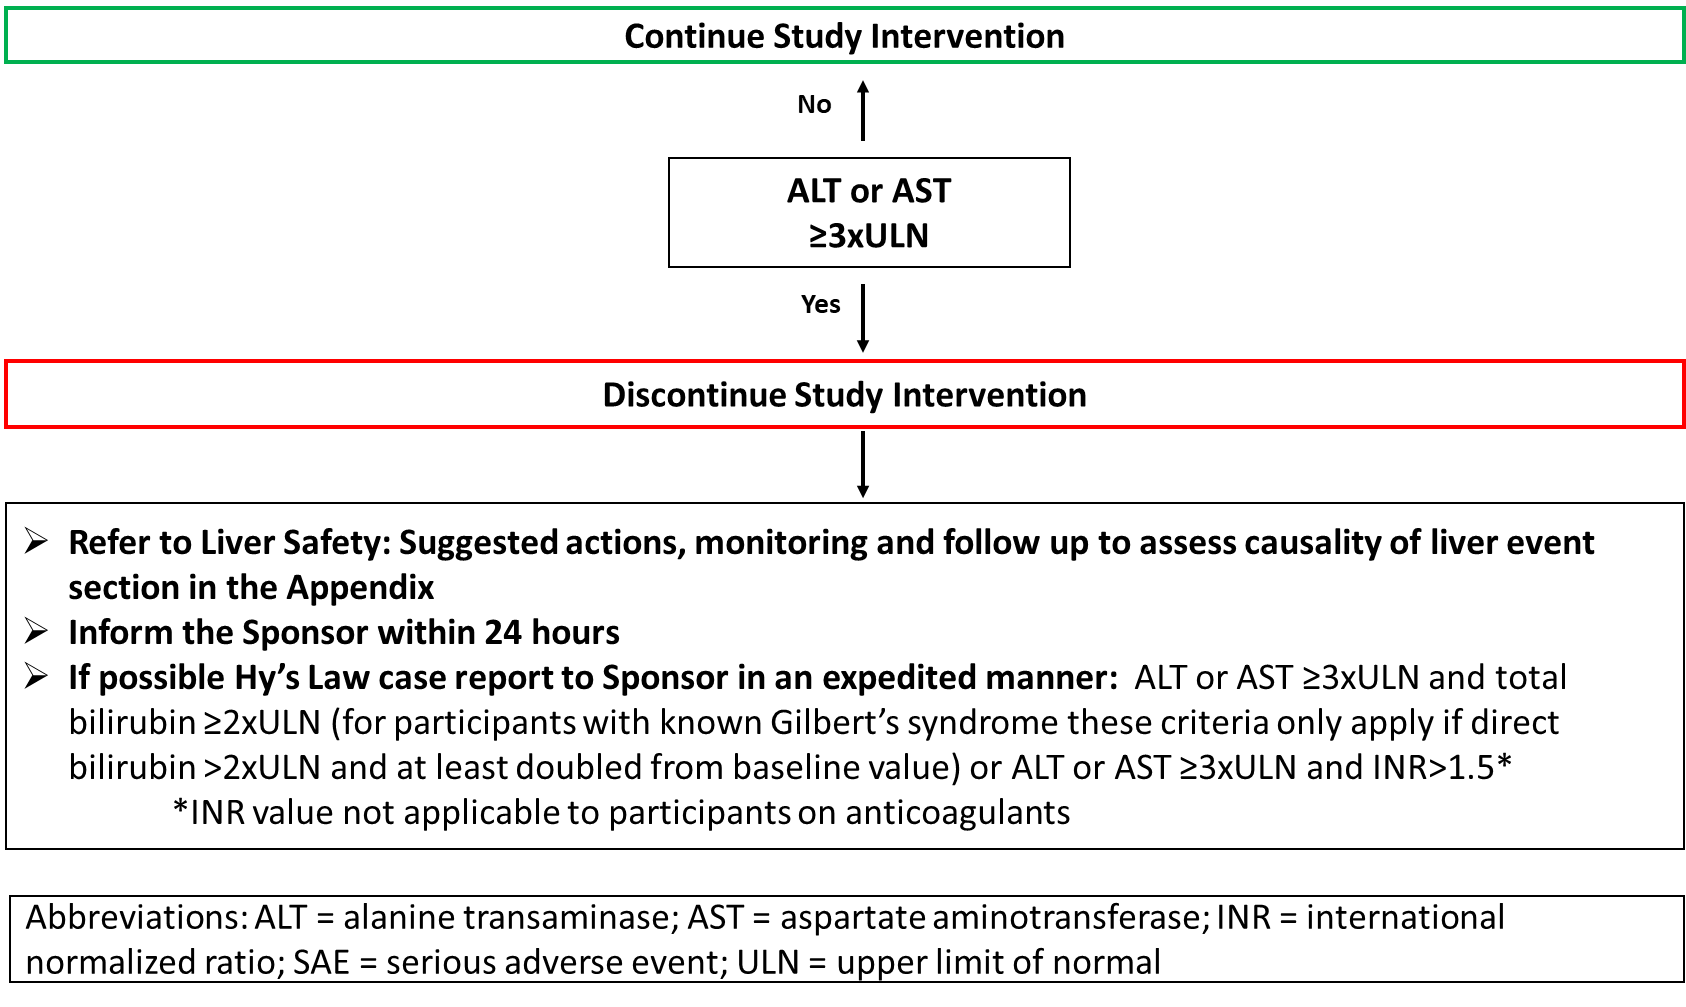 Continue Study Intervention
No
ALT or AST
≥3xULN
Yes
Discontinue Study Intervention
➢ Refer to Liver Safety: Suggested actions, monitoring and follow up to assess causality of liver event
section in the Appendix
➢ Inform the Sponsor within 24 hours
➢ If possible Hy’s Law case report to Sponsor in an expedited manner: ALT or AST ≥3xULN and total
bilirubin ≥2xULN (for participants with known Gilbert’s syndrome these criteria only apply if direct
bilirubin >2xULN and at least doubled from baseline value) or ALT or AST ≥3xULN and INR>1.5*
*INR value not applicable to participants on anticoagulants
Abbreviations: ALT = alanine transaminase; AST = aspartate aminotransferase; INR = international
normalized ratio; SAE = serious adverse event; ULN = upper limit of normal